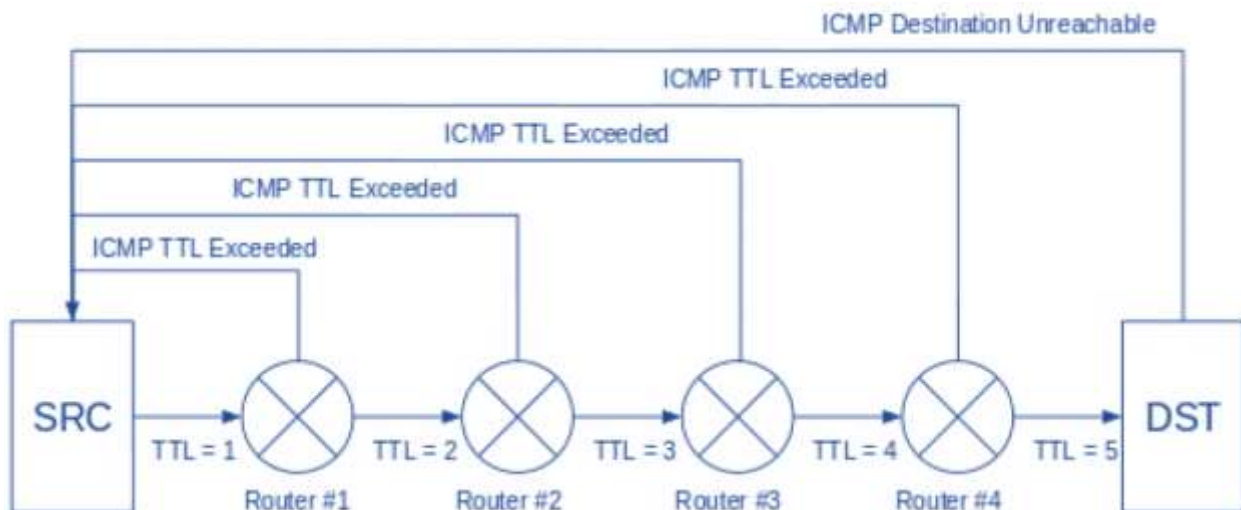 ICMP Destination Unreachable
ICMP TTL Exceeded
ICMP TTL Exceeded
ICMP TTL Exceeded
ICMP TTL Exceeded
SRC
DST
TTL = 1
TTL = 2
TTL = 3
TTL = 4
TTL = 5
Router #1
Router #2
Router #3
Router #4